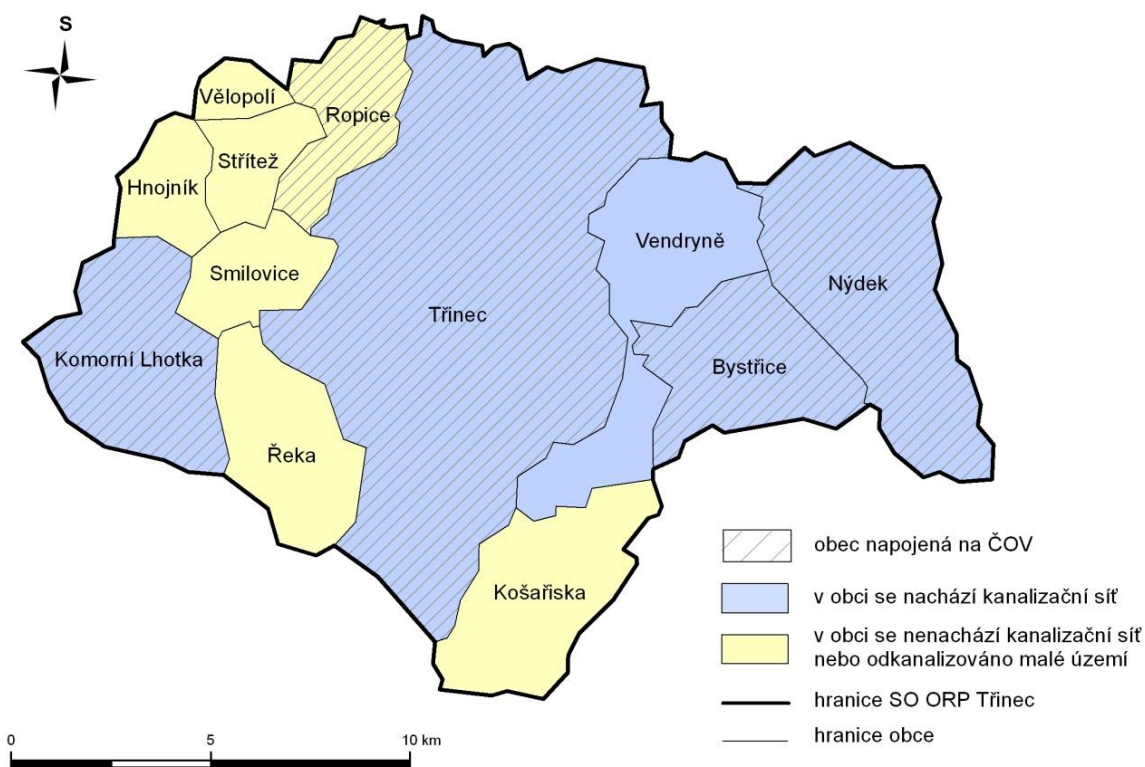 S
Vělopolí
Ropice
Střítež
Hnojník
Vendryně
Smilovice
Nýdek
Třinec
Komorní Lhotka
Bystřice
Řeka
Košařiska
obec napojená na ČOV
v obci se nachází kanalizační síť
v obci se nenachází kanalizační síť
nebo odkanalizováno malé území
hranice SO ORP Třinec
hranice obce
0 5 10 km